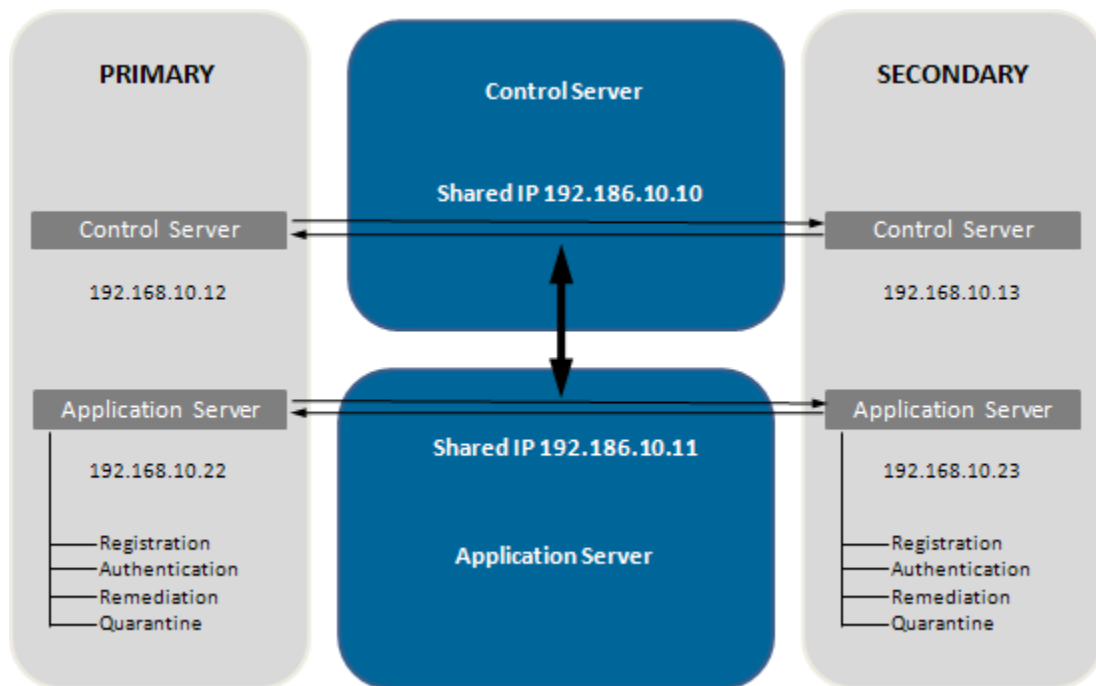 PRIMARY
Control Server
192.168.10.12
Application Server
192.168.10.22
Registration
Authentication
Remediation
Quarantine
Control Server
Shared IP 192.186.10.10
Shared IP 192.186.10.11
Application Server
SECONDARY
Control Server
192.168.10.13
Application Server
192.168.10.23
Registration
Authentication
Remediation
Quarantine